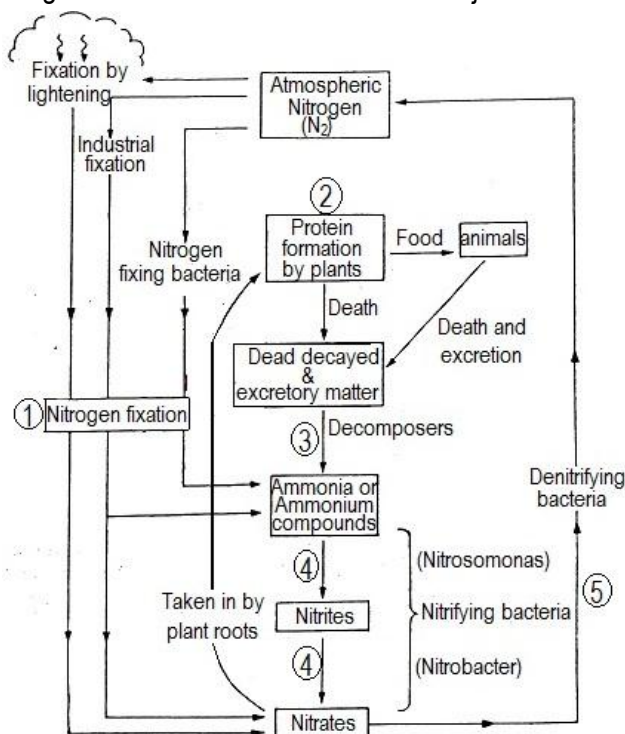 Fixation by
lightening
Atmospheric
Nitrogen
(N₂)
Industrial
fixation
②
Protein
formation
by plants
Food
animals
Nitrogen
fixing bacteria
Death
Death and
excretion
Dead decayed
&
excretory matter
① Nitrogen fixation
③ Decomposers
Ammonia or
Ammonium
compounds
Denitrifying
bacteria
④
(Nitrosomonas)
⑤
Taken in by
plant roots
Nitrites
Nitrifying bacteria
④
(Nitrobacter)
Nitrates